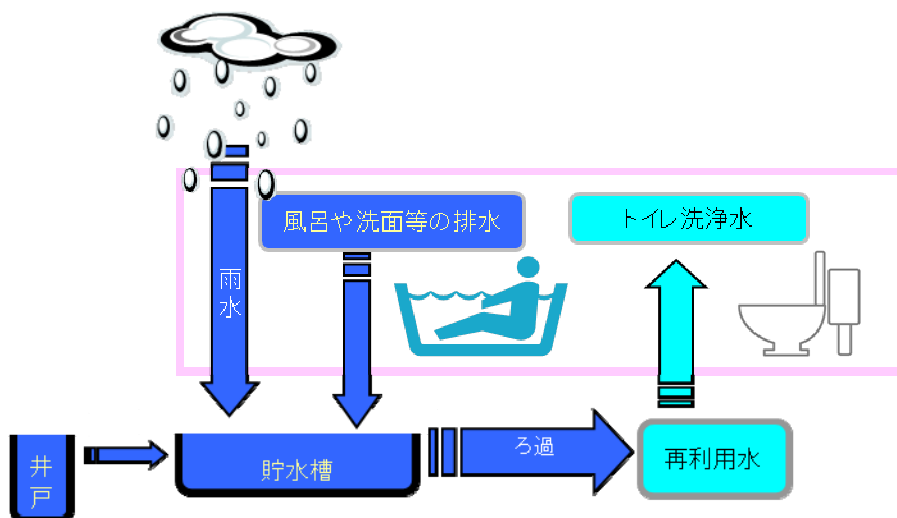 風呂や洗面等の排水
トイレ洗浄水
雨水
井戸
貯水槽
ろ過
再利用水